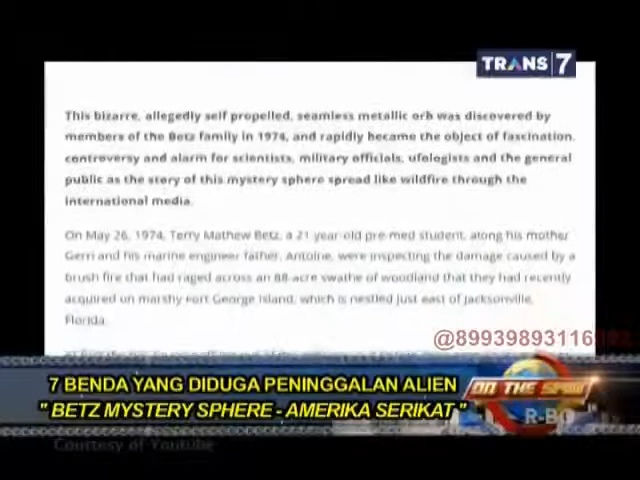 TRANS 7
This bizarre, allegedly self propelled, seamless metallic orb was discovered by
members of the Betz family in 1974, and rapidly became the object of fascination,
controversy and alarm for scientists, military officials, ufologists and the general
public as the story of this mystery sphere spread like wildfire through the
international media.
On May 26, 1974, Terry Mathew Betz, a 21 year-old pre-med student, along his mother
Gerri and his marine engineer father, Antoine, were inspecting the damage caused by a
brush fire that had raged across an 88-acre swathe of woodland that they had recently
acquired on marshy Fort George Island, which is nestled just east of Jacksonville,
Florida.
@89939893116
7 BENDA YANG DIDUGA PENINGGALAN ALIEN
" BETZ MYSTERY SPHERE - AMERIKA SERIKAT "
ON THE SPOT
R-BO
Courtesy of Youtube